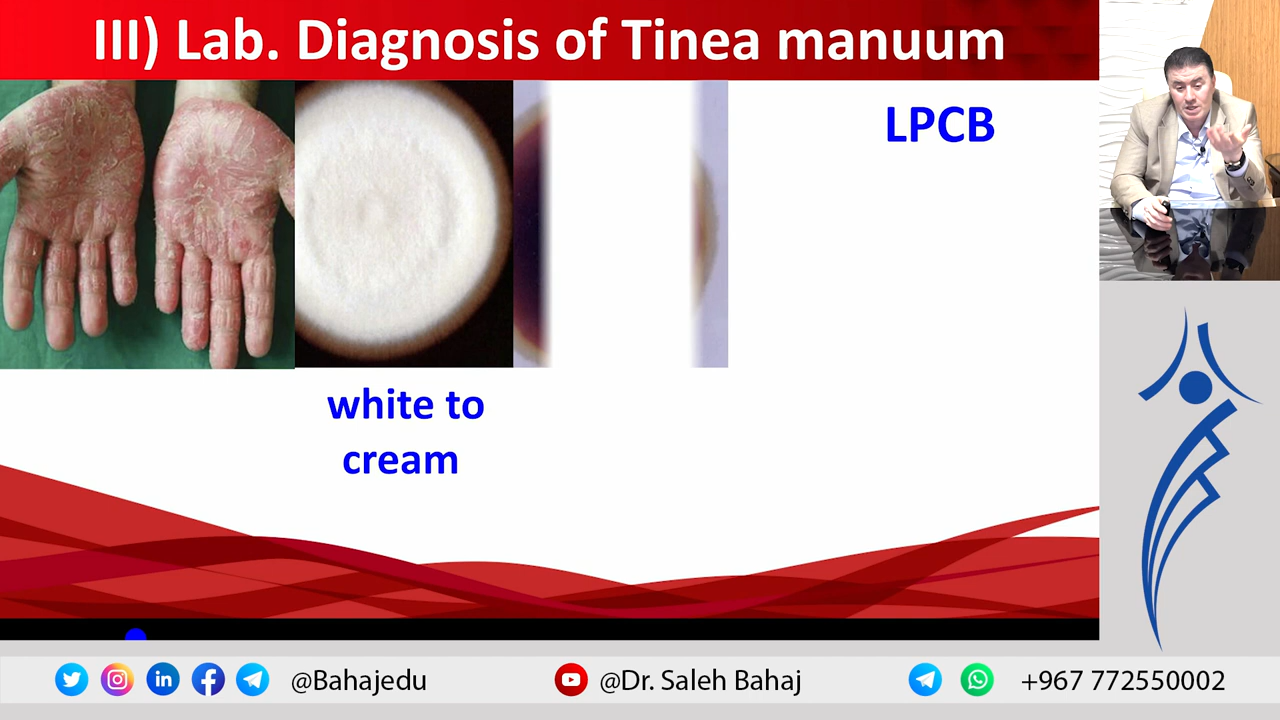 III) Lab. Diagnosis of Tinea manuum
LPCB
white to
cream
@Bahajedu
@Dr. Saleh Bahaj
+967 772550002